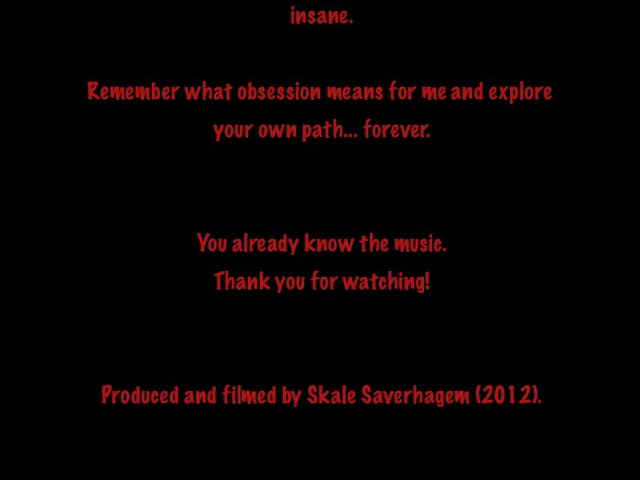 insane.
Remember what obsession means for me and explore
your own path... forever.
You already know the music.
Thank you for watching!
Produced and filmed by Skale Saverhagem (2012).